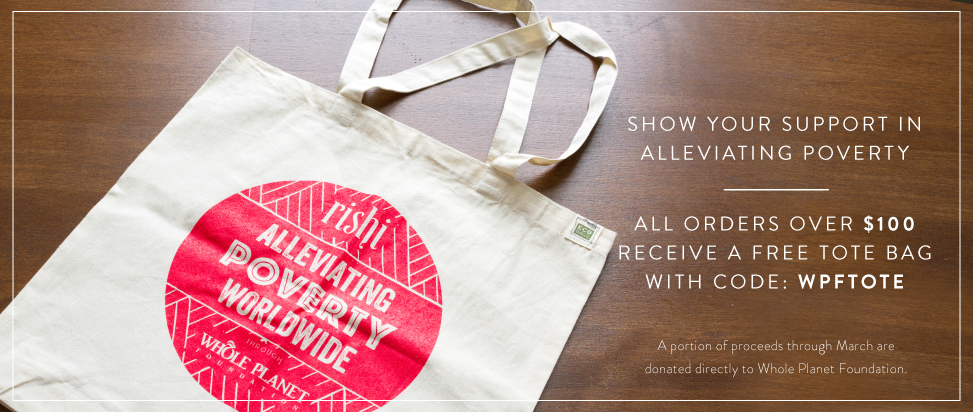 rishi
ALLEVIATING
POVERTY
WORLDWIDE
THROUGH
WHOLE PLANET
FOUNDATION
ECO
SHOW YOUR SUPPORT IN
ALLEVIATING POVERTY
ALL ORDERS OVER $100
RECEIVE A FREE TOTE BAG
WITH CODE: WPFTOTE
A portion of proceeds through March are
donated directly to Whole Planet Foundation.